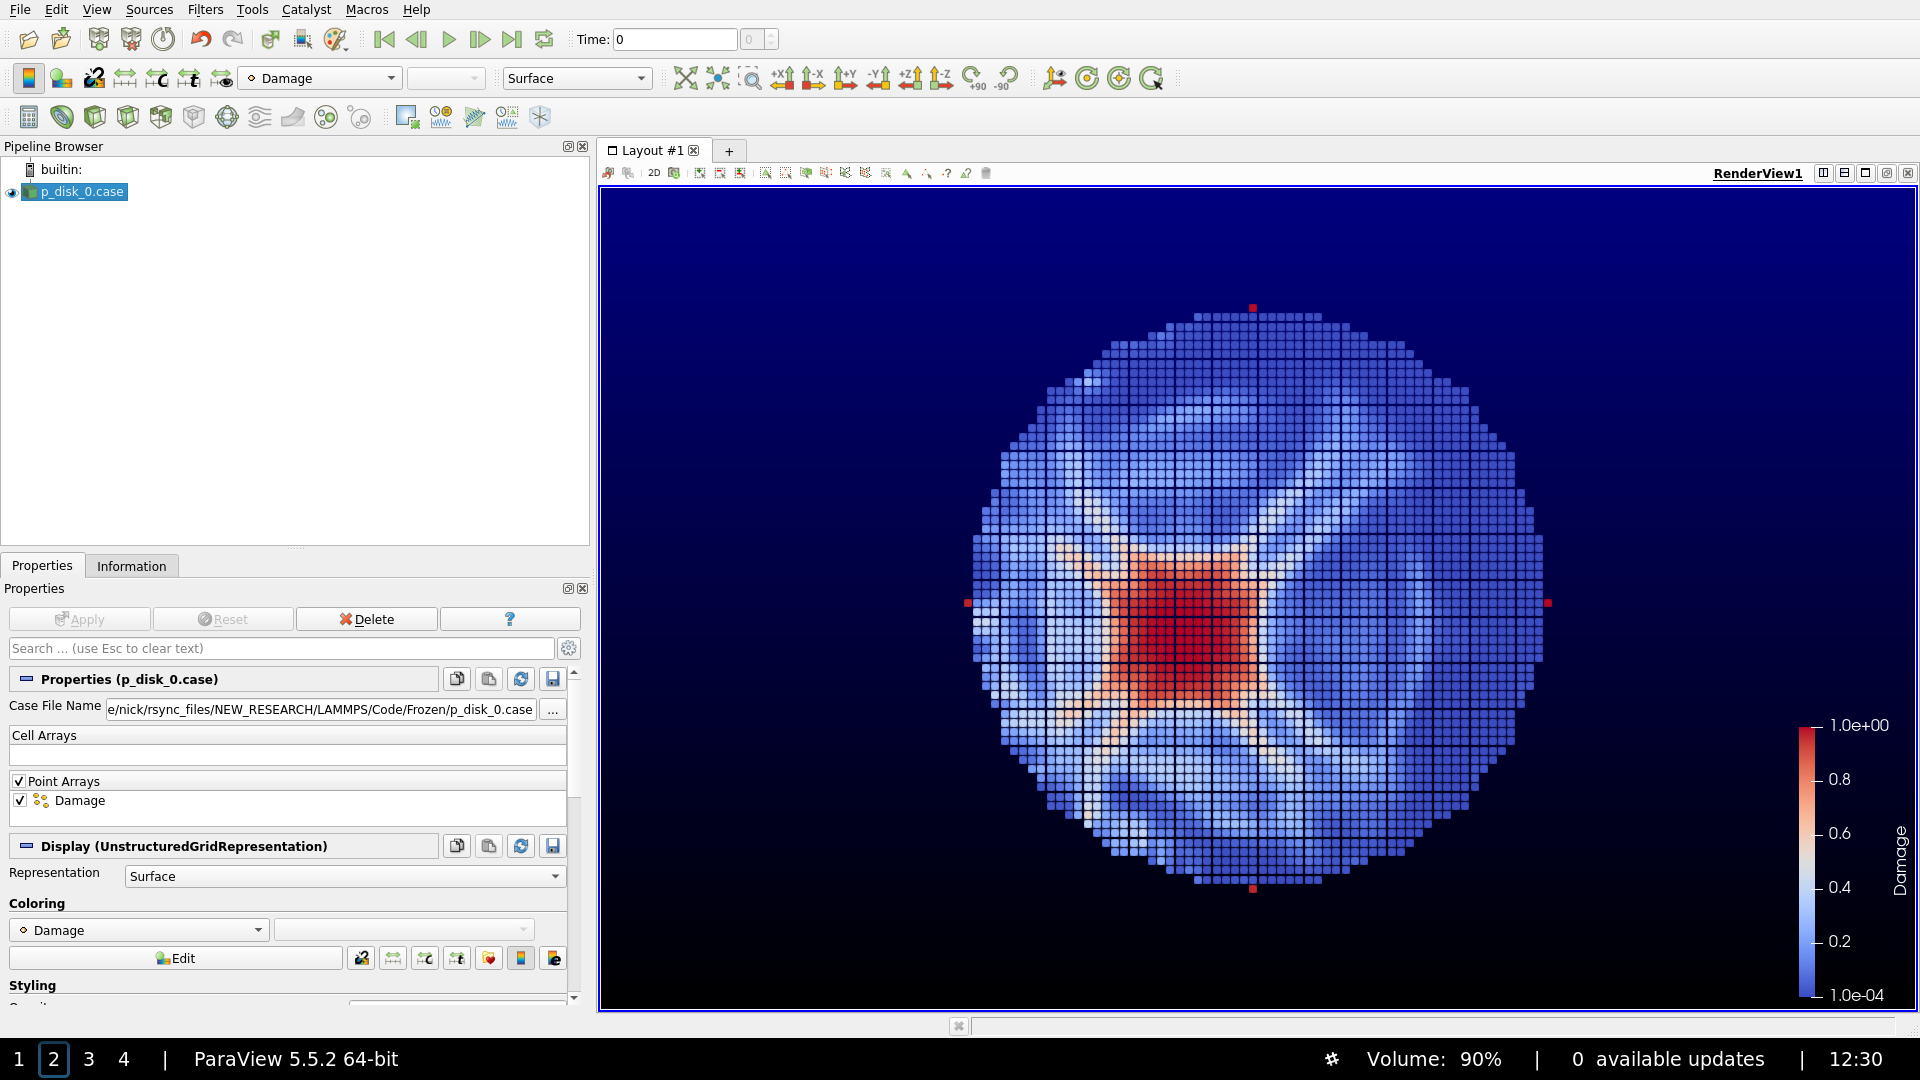 File Edit View Sources Filters Tools Catalyst Macros Help
Time: 0 0
Damage Surface +X -X +Y -Y +Z -Z +90 -90
Pipeline Browser
builtin:
p_disk_0.case
Layout #1 +
2D RenderView1
Properties Information
Properties
Apply Reset Delete ?
Search ... (use Esc to clear text)
Properties (p_disk_0.case)
Case File Name e/nick/rsync_files/NEW_RESEARCH/LAMMPS/Code/Frozen/p_disk_0.case ...
Cell Arrays
Point Arrays
Damage
Display (UnstructuredGridRepresentation)
Representation Surface
Coloring
Damage
Edit
Styling
1.0e+00
0.8
0.6
0.4
0.2
1.0e-04
Damage
1 2 3 4 | ParaView 5.5.2 64-bit # Volume: 90% | 0 available updates | 12:30